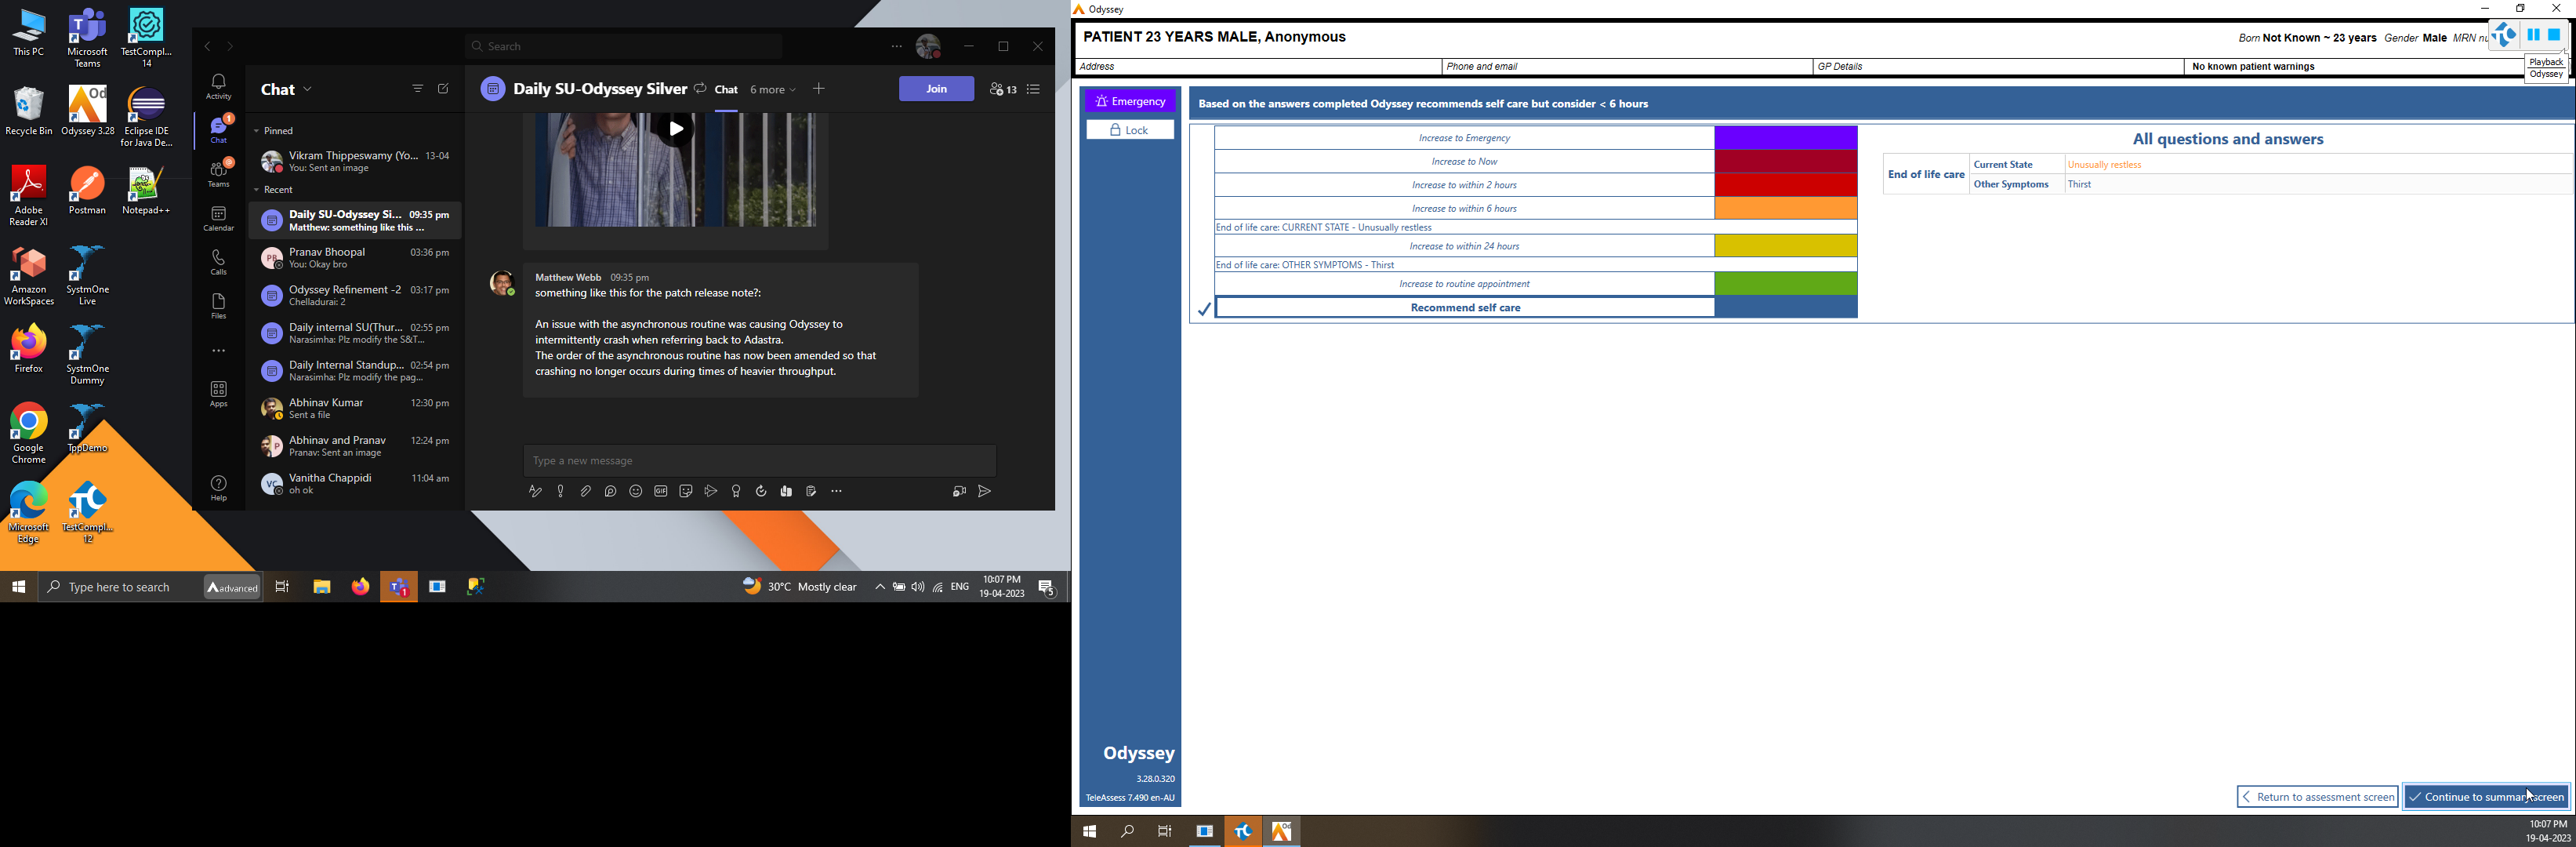 This PC
Microsoft
Teams
TestCompl...
14
Recycle Bin
Odyssey 3.28
Eclipse IDE
for Java De...
Adobe
Reader XI
Postman
Notepad++
Amazon
WorkSpaces
SystmOne
Live
Firefox
SystmOne
Dummy
Google
Chrome
TppDemo
Microsoft
Edge
TestCompl...
12
Search
Activity
Chat
Teams
Calendar
Calls
Files
Apps
Help
1
Chat
Pinned
Vikram Thippeswamy (Yo... 13-04
You: Sent an image
Recent
Daily SU-Odyssey Si... 09:35 pm
Matthew: something like this ...
PB
Pranav Bhoopal 03:36 pm
You: Okay bro
Odyssey Refinement -2 03:17 pm
Chelladurai: 2
Daily internal SU(Thur... 02:55 pm
Narasimha: Plz modify the S&T...
Daily Internal Standup... 02:54 pm
Narasimha: Plz modify the pag...
Abhinav Kumar 12:30 pm
Sent a file
P
Abhinav and Pranav 12:24 pm
Pranav: Sent an image
VC
Vanitha Chappidi 11:04 am
oh ok
Daily SU-Odyssey Silver Chat 6 more
Join
13
Matthew Webb 09:35 pm
something like this for the patch release note?:
An issue with the asynchronous routine was causing Odyssey to
intermittently crash when referring back to Adastra.
The order of the asynchronous routine has now been amended so that
crashing no longer occurs during times of heavier throughput.
Type a new message
GIF
Type here to search
advanced
1
30°C Mostly clear
ENG
10:07 PM
19-04-2023
5
Odyssey
PATIENT 23 YEARS MALE, Anonymous
Born Not Known ~ 23 years Gender Male MRN nu
Playback
Odyssey
Address
Phone and email
GP Details
No known patient warnings
Emergency
Lock
Based on the answers completed Odyssey recommends self care but consider < 6 hours
Increase to Emergency
Increase to Now
Increase to within 2 hours
Increase to within 6 hours
End of life care: CURRENT STATE - Unusually restless
Increase to within 24 hours
End of life care: OTHER SYMPTOMS - Thirst
Increase to routine appointment
Recommend self care
All questions and answers
End of life care
Current State Unusually restless
Other Symptoms Thirst
Odyssey
3.28.0.320
TeleAssess 7.490 en-AU
Return to assessment screen
Continue to summary screen
Od
10:07 PM
19-04-2023